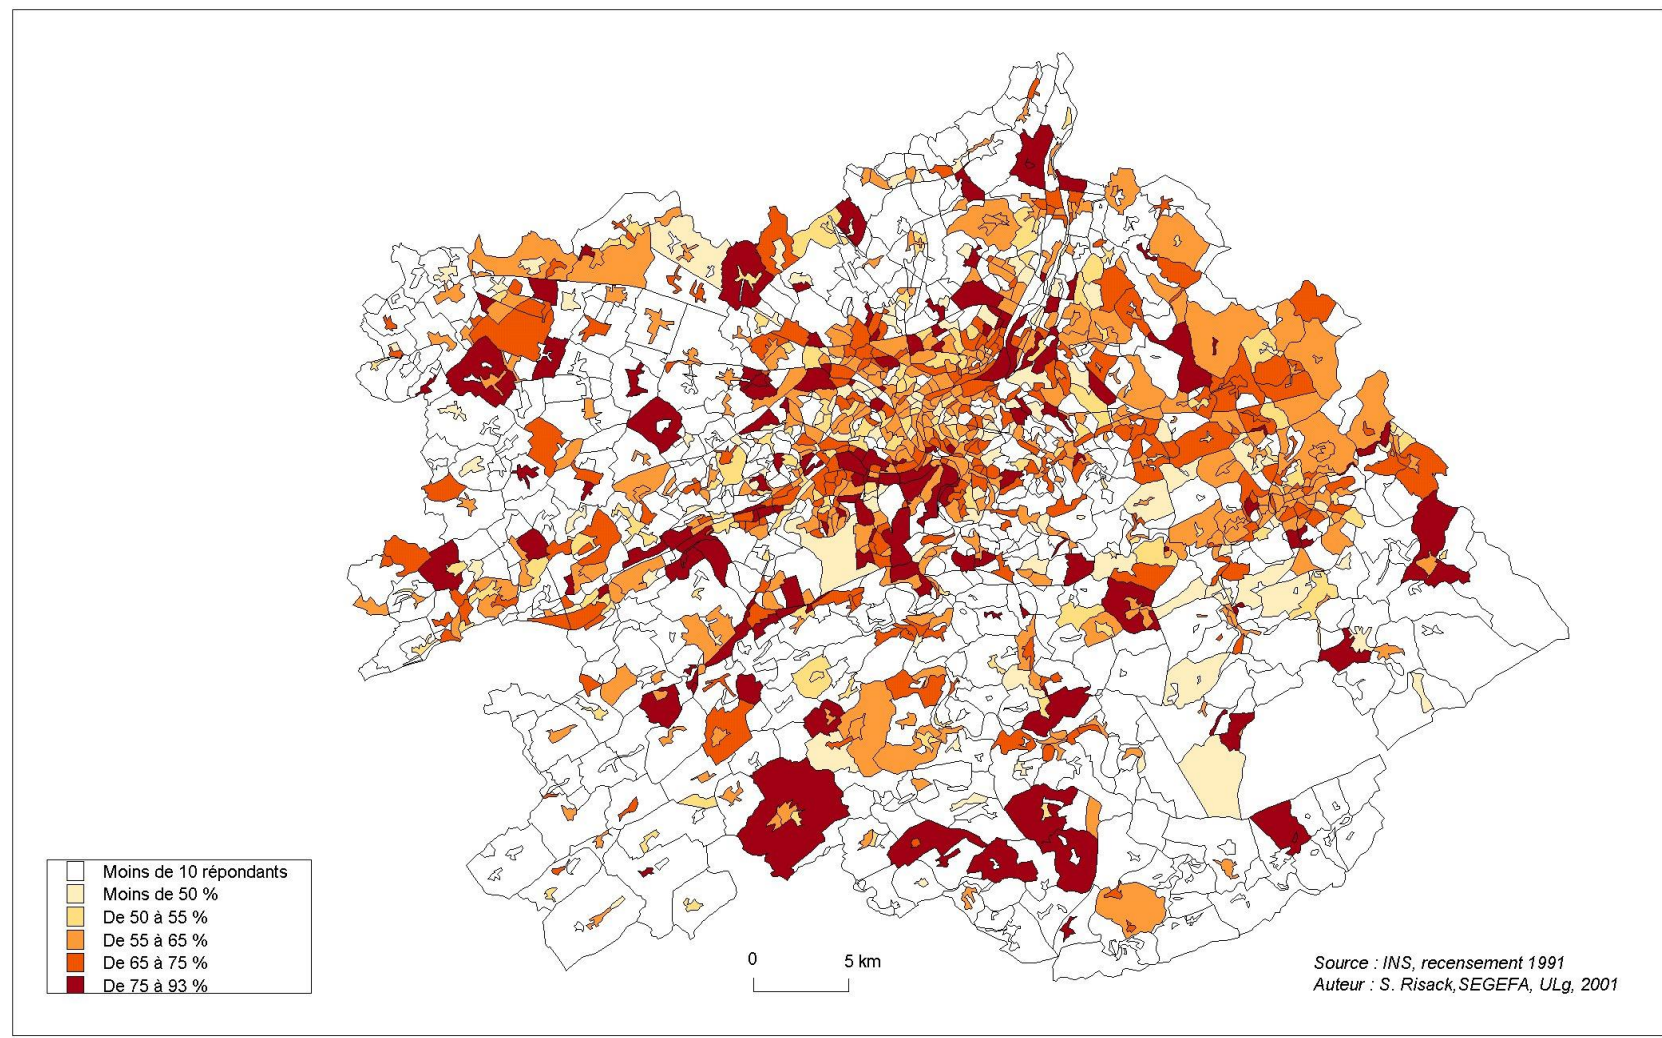 Moins de 10 répondants
Moins de 50 %
De 50 à 55 %
De 55 à 65 %
De 65 à 75 %
De 75 à 93 %
0 5 km
Source : INS, recensement 1991
Auteur : S. Risack,SEGEFA, ULg, 2001